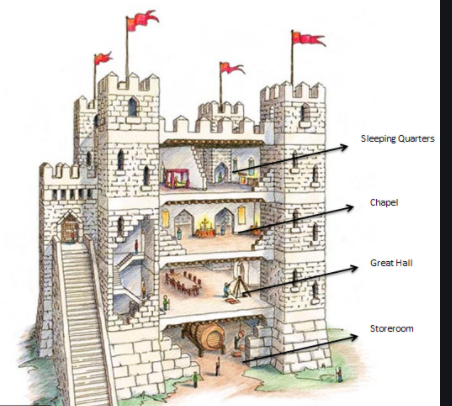 Sleeping Quarters
Chapel
Great Hall
Storeroom